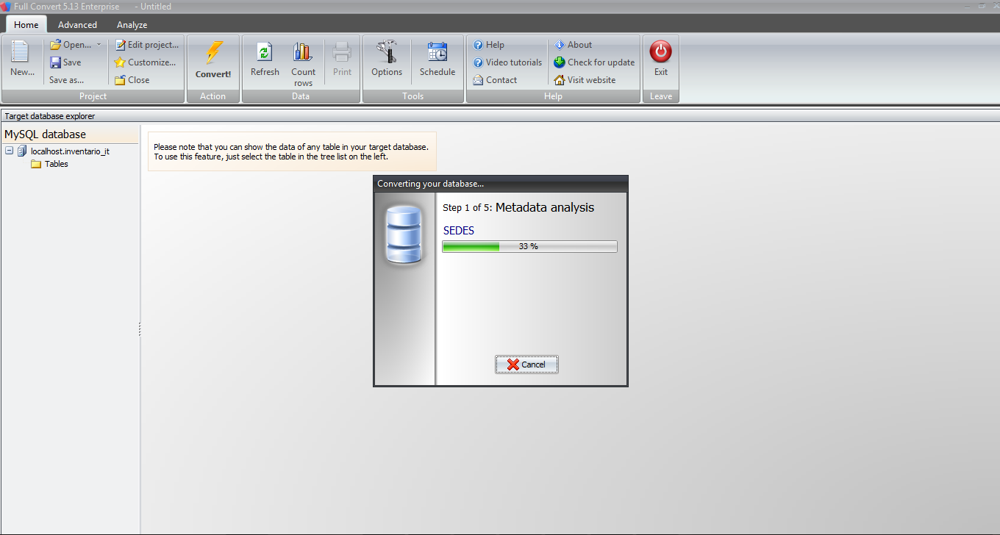 Full Convert 5.13 Enterprise - Untitled
Home Advanced Analyze
New...
Open...
Save
Save as...
Edit project...
Customize...
Close
Project
Convert!
Action
Refresh
Count
rows
Print
Data
Options
Schedule
Tools
Help
Video tutorials
Contact
About
Check for update
Visit website
Help
Exit
Leave
Target database explorer
MySQL database
localhost.inventario_it
Tables
Please note that you can show the data of any table in your target database.
To use this feature, just select the table in the tree list on the left.
Converting your database...
Step 1 of 5: Metadata analysis
SEDES
33 %
Cancel